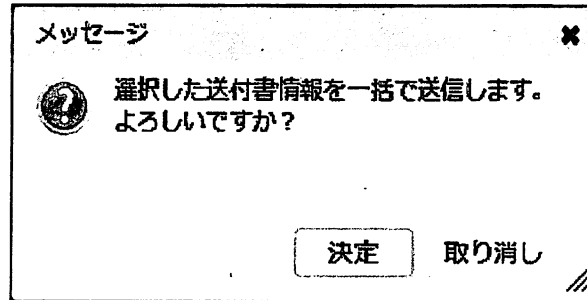 メッセージ
選択した送付書情報を一括で送信します。
よろしいですか?
決定
取り消し